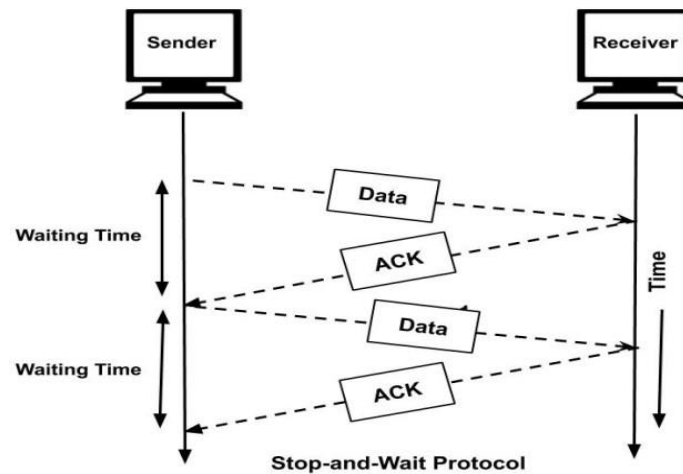 Sender
Receiver
Data
Waiting Time
ACK
Time
Data
Waiting Time
ACK
Stop-and-Wait Protocol